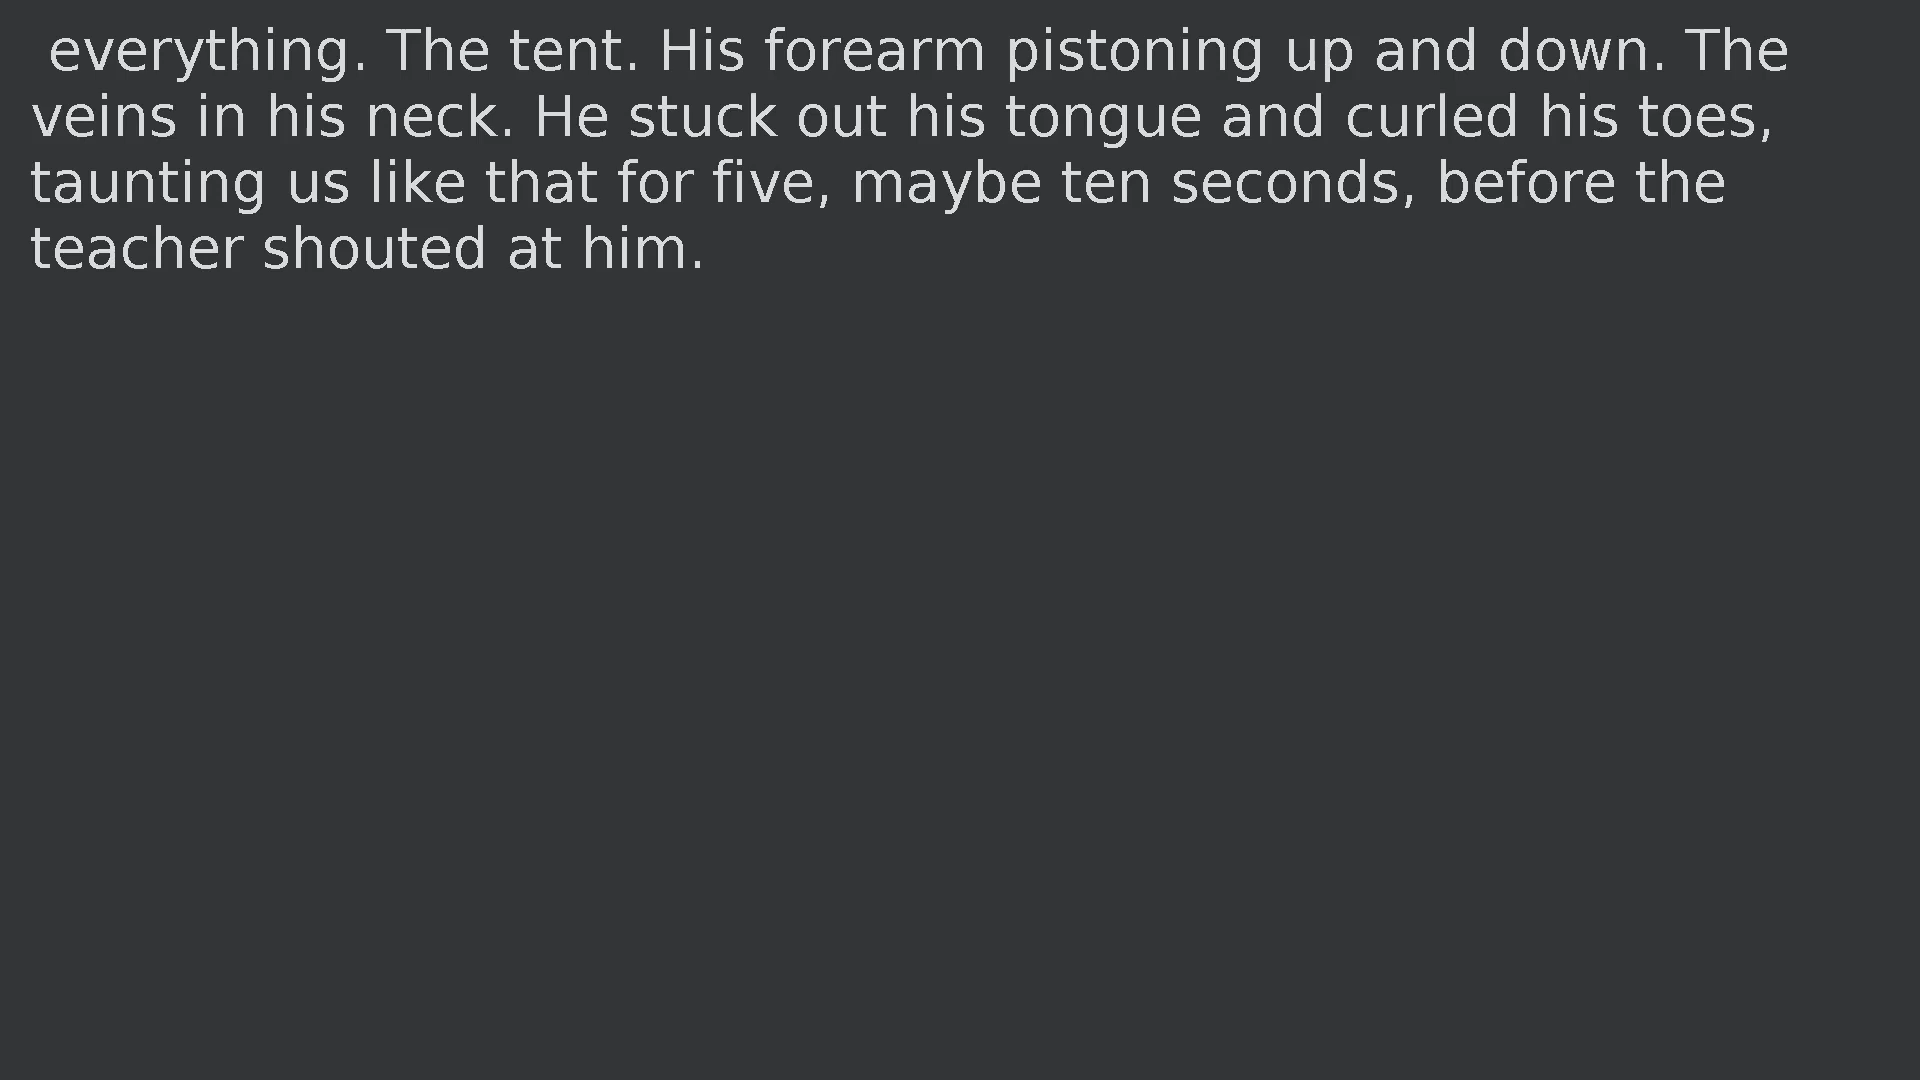 everything. The tent. His forearm pistoning up and down. The
veins in his neck. He stuck out his tongue and curled his toes,
taunting us like that for five, maybe ten seconds, before the
teacher shouted at him.